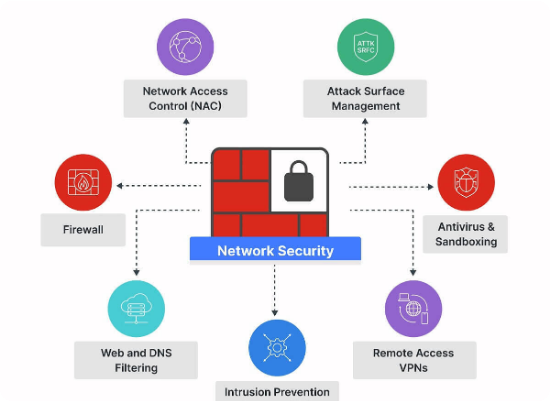 Network Access
Control (NAC)
ATTK
SRFC
Attack Surface
Management
Firewall
Network Security
Antivirus &
Sandboxing
Web and DNS
Filtering
Intrusion Prevention
Remote Access
VPNs